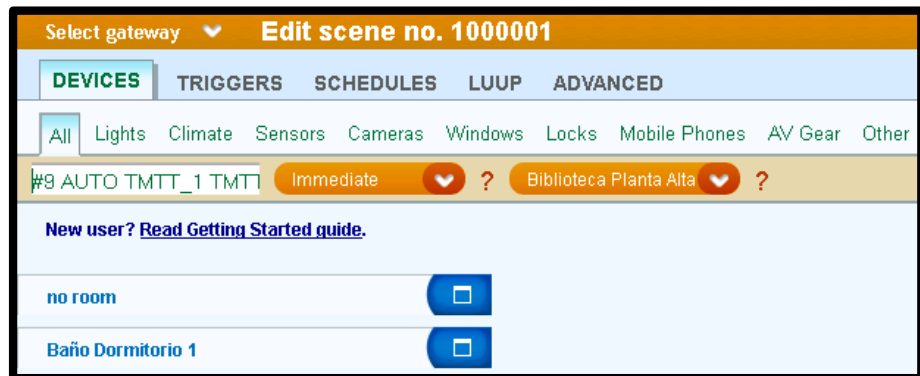 Select gateway Edit scene no. 1000001
DEVICES TRIGGERS SCHEDULES LUUP ADVANCED
All Lights Climate Sensors Cameras Windows Locks Mobile Phones AV Gear Other
#9 AUTO TMTT_1 TMTT Immediate ? Biblioteca Planta Alta ?
New user? Read Getting Started guide.
no room
Baño Dormitorio 1